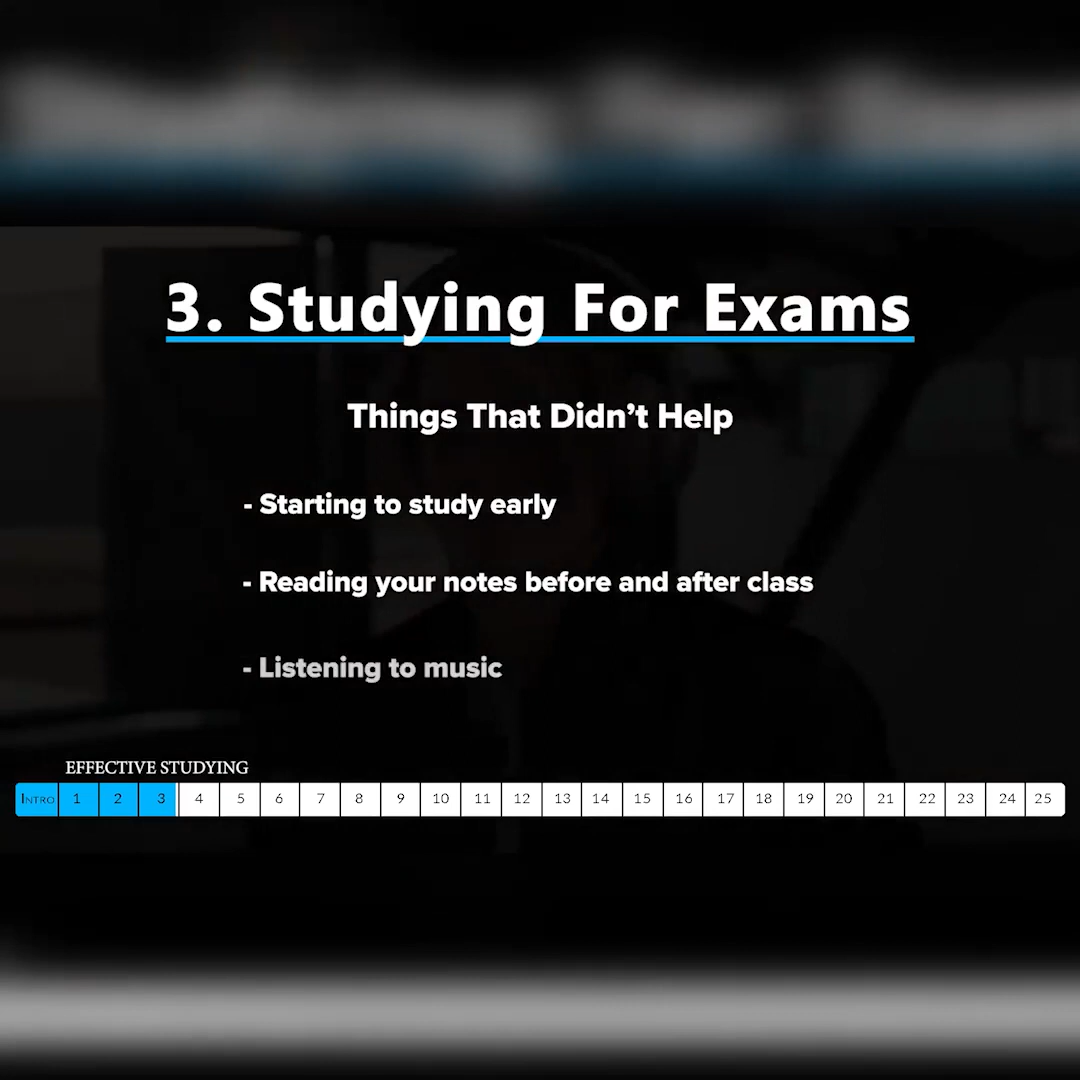 3. Studying For Exams
Things That Didn’t Help
- Starting to study early
- Reading your notes before and after class
- Listening to music
EFFECTIVE STUDYING
INTRO 1 2 3 4 5 6 7 8 9 10 11 12 13 14 15 16 17 18 19 20 21 22 23 24 25